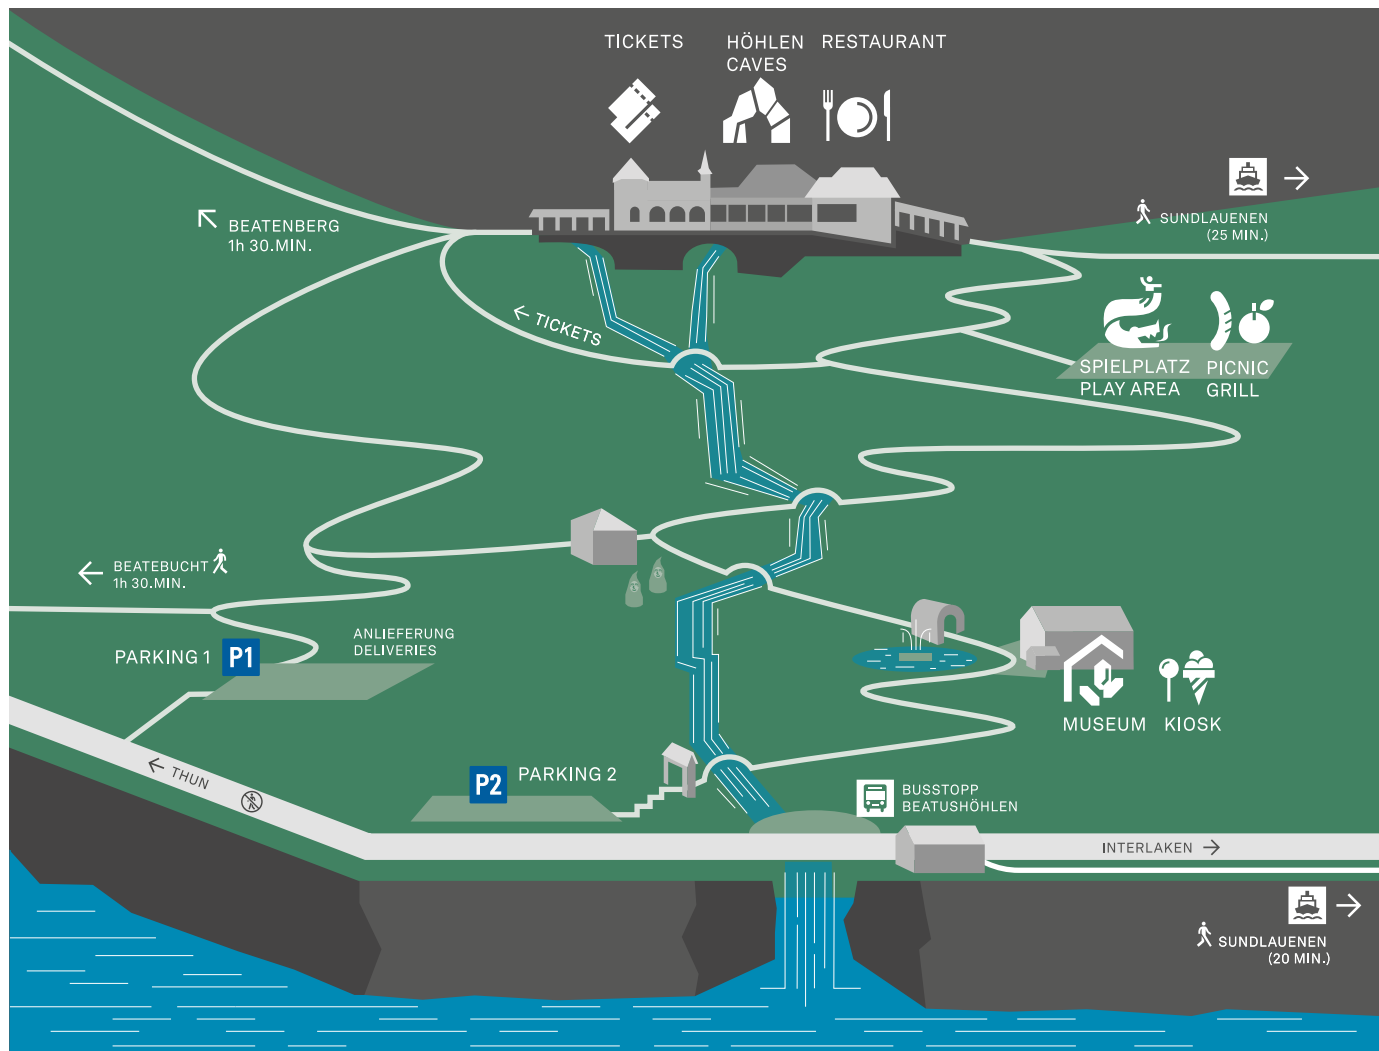 TICKETS
HÖHLEN
CAVES
RESTAURANT
BEATENBERG
1h 30.MIN.
SUNDLAUENEN
(25 MIN.)
← TICKETS
SPIELPLATZ
PLAY AREA
PICNIC
GRILL
BEATEBUCHT
1h 30.MIN.
PARKING 1
P1
ANLIEFERUNG
DELIVERIES
MUSEUM
KIOSK
← THUN
P2
PARKING 2
BUSSTOPP
BEATUSHÖHLEN
INTERLAKEN →
SUNDLAUENEN
(20 MIN.)